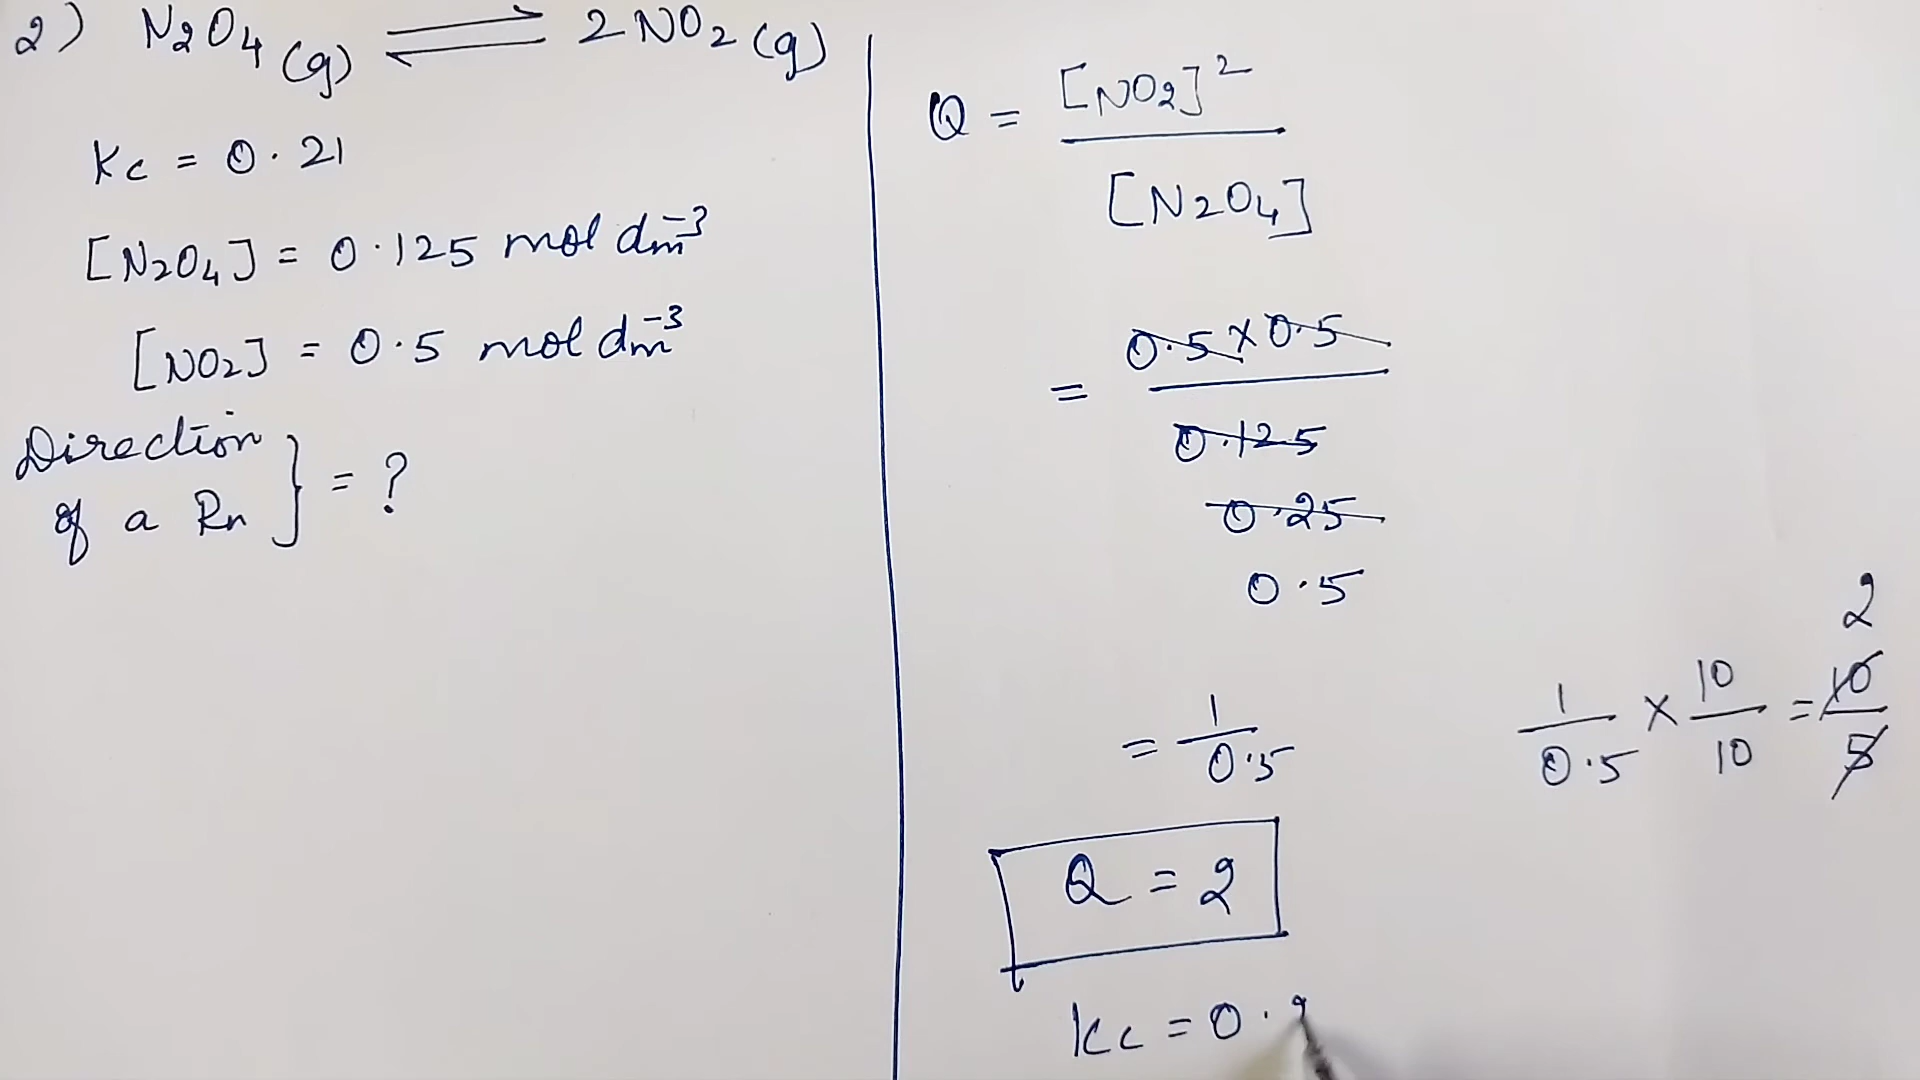 2) N2O4 (g) ⇌ 2 NO2 (g)
Kc = 0.21
[N2O4] = 0.125 mol dm-3
[NO2] = 0.5 mol dm-3
Direction
of a Rn } = ?
Q = [NO2]2
[N2O4]
= 0.5 x 0.5
0.125
0.25
0.5
= 1
0.5
Q = 2
Kc = 0.
2
1 x 10 = 10
0.5 10 5